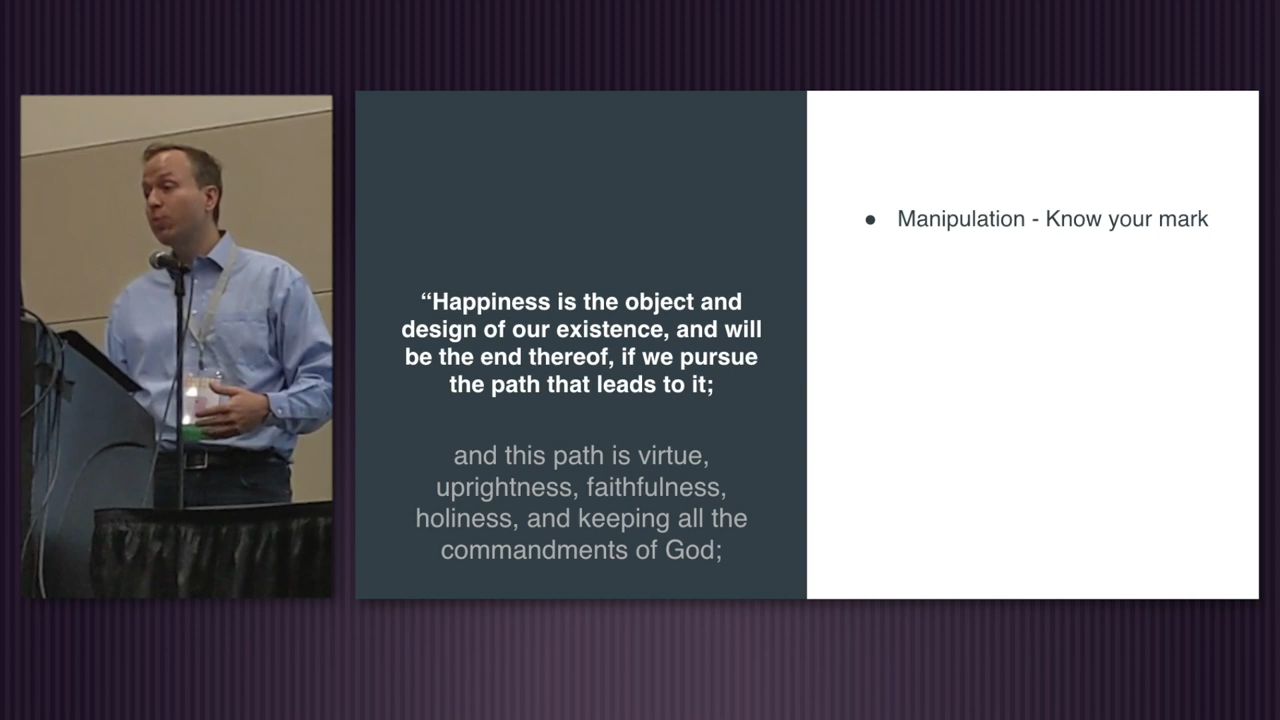 “Happiness is the object and
design of our existence, and will
be the end thereof, if we pursue
the path that leads to it;
and this path is virtue,
uprightness, faithfulness,
holiness, and keeping all the
commandments of God;
● Manipulation - Know your mark